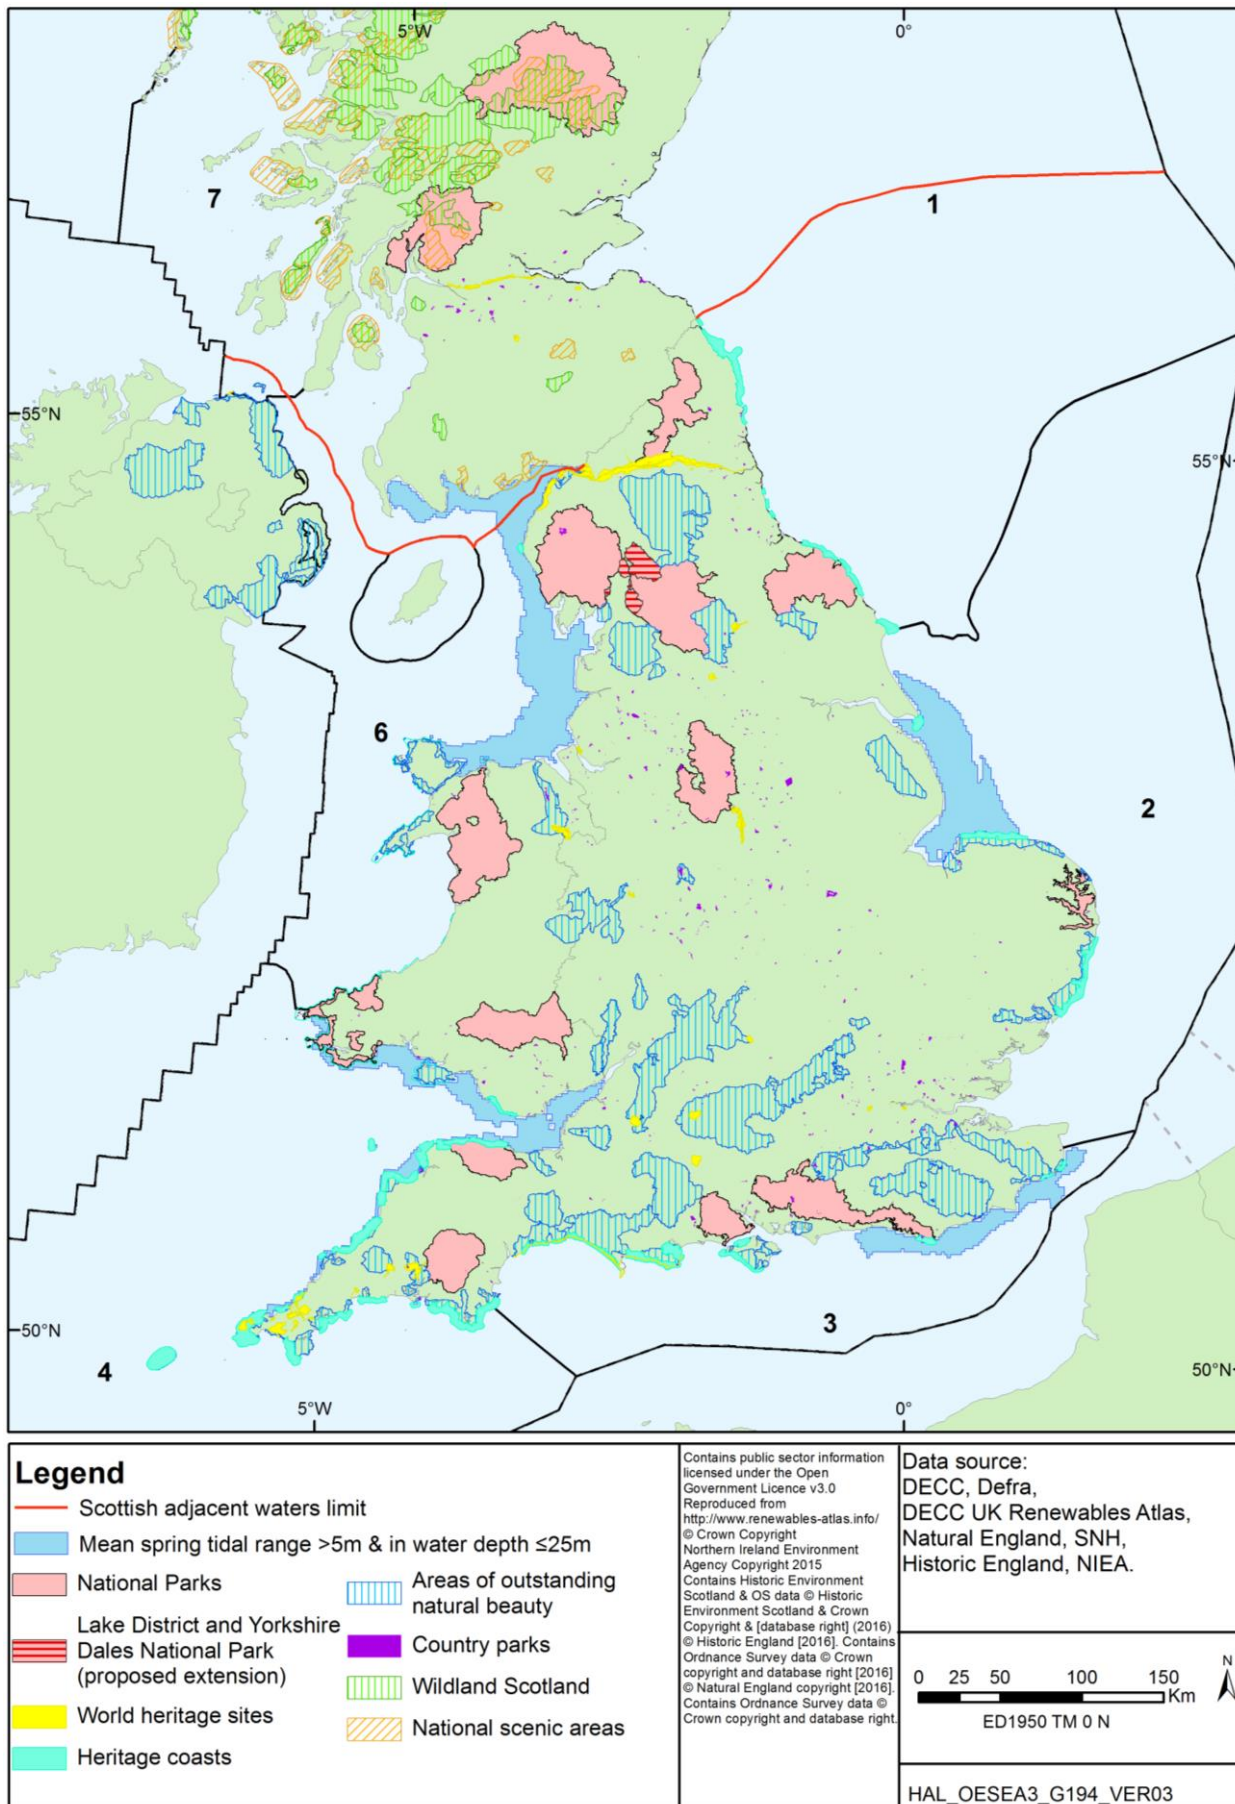 5°W
0°
7
1
55°N
55°N
6
2
3
4
50°N
50°N
5°W
0°
Legend
Scottish adjacent waters limit
Mean spring tidal range >5m & in water depth ≤25m
National Parks
Lake District and Yorkshire
Dales National Park
(proposed extension)
World heritage sites
Heritage coasts
Areas of outstanding
natural beauty
Country parks
Wildland Scotland
National scenic areas
Contains public sector information
licensed under the Open
Government Licence v3.0
Reproduced from
http://www.renewables-atlas.info/
© Crown Copyright
Northern Ireland Environment
Agency Copyright 2015
Contains Historic Environment
Scotland & OS data © Historic
Environment Scotland & Crown
Copyright & [database right] (2016)
© Historic England [2016]. Contains
Ordnance Survey data © Crown
copyright and database right [2016]
© Natural England copyright [2016].
Contains Ordnance Survey data ©
Crown copyright and database right.
Data source:
DECC, Defra,
DECC UK Renewables Atlas,
Natural England, SNH,
Historic England, NIEA.
0 25 50 100 150
Km
N
ED1950 TM 0 N
HAL_OESEA3_G194_VER03